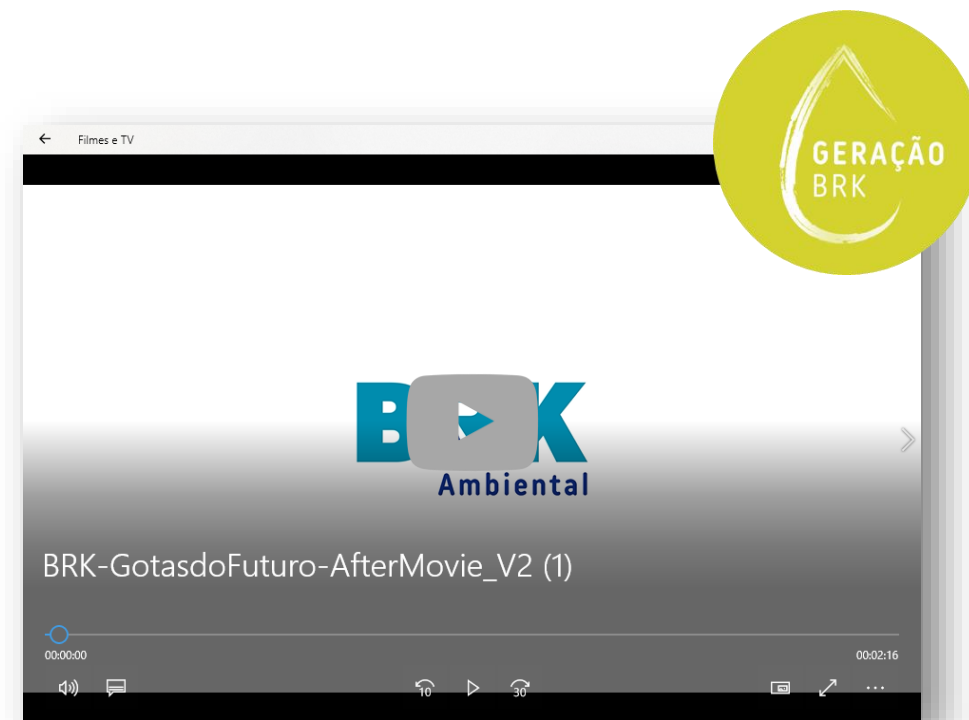 GERAÇÃO
BRK
Filmes e TV
Ambiental
BRK-GotasdoFuturo-AfterMovie_V2 (1)
00:00:00
00:02:16
10
30